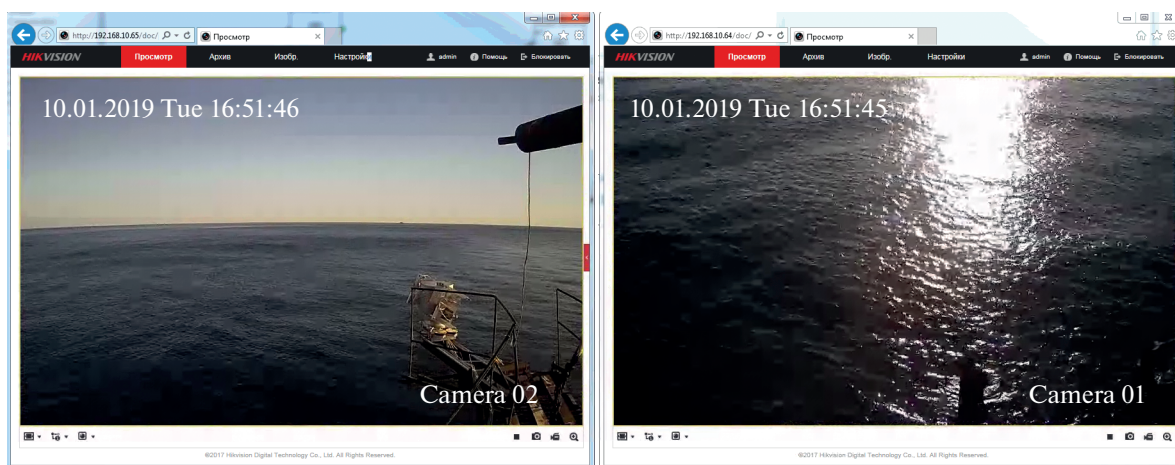 http://192.168.10.65/doc/
Просмотр
HIKVISION
Просмотр
Архив
Изобр.
Настройки
admin
Помощь
Блокировать
10.01.2019 Tue 16:51:46
Camera 02
©2017 Hikvision Digital Technology Co., Ltd. All Rights Reserved.
http://192.168.10.64/doc/
Просмотр
HIKVISION
Просмотр
Архив
Изобр.
Настройки
admin
Помощь
Блокировать
10.01.2019 Tue 16:51:45
Camera 01
©2017 Hikvision Digital Technology Co., Ltd. All Rights Reserved.